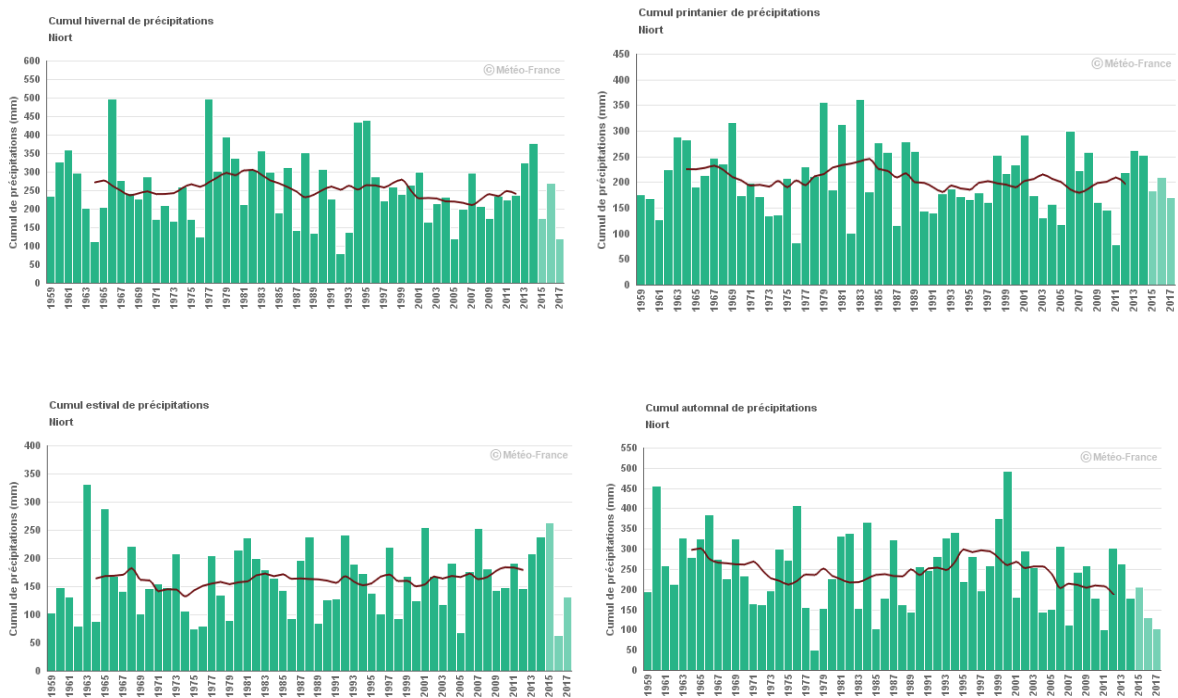 Cumul hivernal de précipitations
Niort
© Météo-France
Cumul de précipitations (mm)
600
550
500
450
400
350
300
250
200
150
100
50
0
1959 1961 1963 1965 1967 1969 1971 1973 1975 1977 1979 1981 1983 1985 1987 1989 1991 1993 1995 1997 1999 2001 2003 2005 2007 2009 2011 2013 2015 2017
Cumul printanier de précipitations
Niort
© Météo-France
Cumul de précipitations (mm)
450
400
350
300
250
200
150
100
50
0
1959 1961 1963 1965 1967 1969 1971 1973 1975 1977 1979 1981 1983 1985 1987 1989 1991 1993 1995 1997 1999 2001 2003 2005 2007 2009 2011 2013 2015 2017
Cumul estival de précipitations
Niort
© Météo-France
Cumul de précipitations (mm)
400
350
300
250
200
150
100
50
0
1959 1961 1963 1965 1967 1969 1971 1973 1975 1977 1979 1981 1983 1985 1987 1989 1991 1993 1995 1997 1999 2001 2003 2005 2007 2009 2011 2013 2015 2017
Cumul automnal de précipitations
Niort
© Météo-France
Cumul de précipitations (mm)
550
500
450
400
350
300
250
200
150
100
50
0
1959 1961 1963 1965 1967 1969 1971 1973 1975 1977 1979 1981 1983 1985 1987 1989 1991 1993 1995 1997 1999 2001 2003 2005 2007 2009 2011 2013 2015 2017